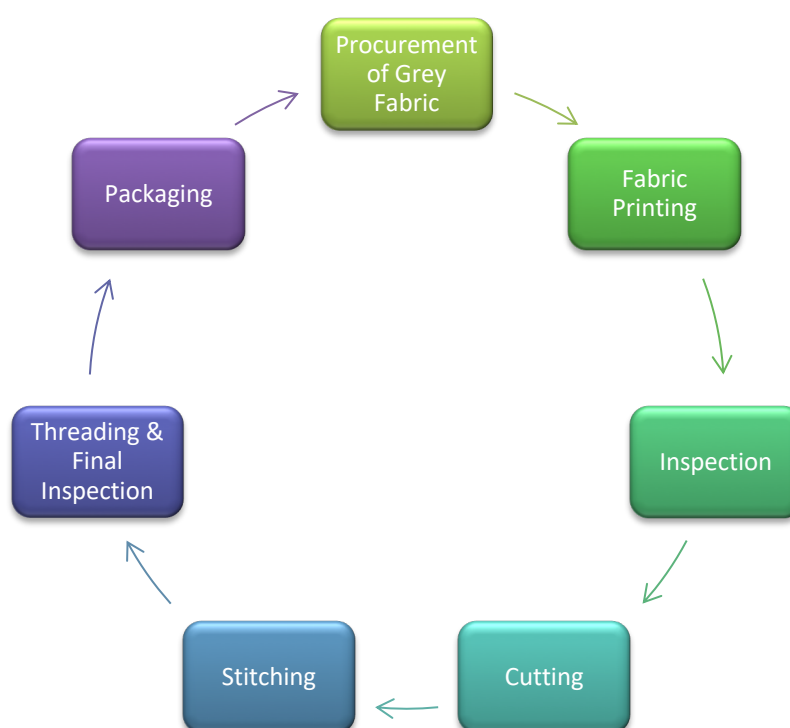 Procurement
of Grey
Fabric
Fabric
Printing
Inspection
Cutting
Stitching
Threading &
Final
Inspection
Packaging